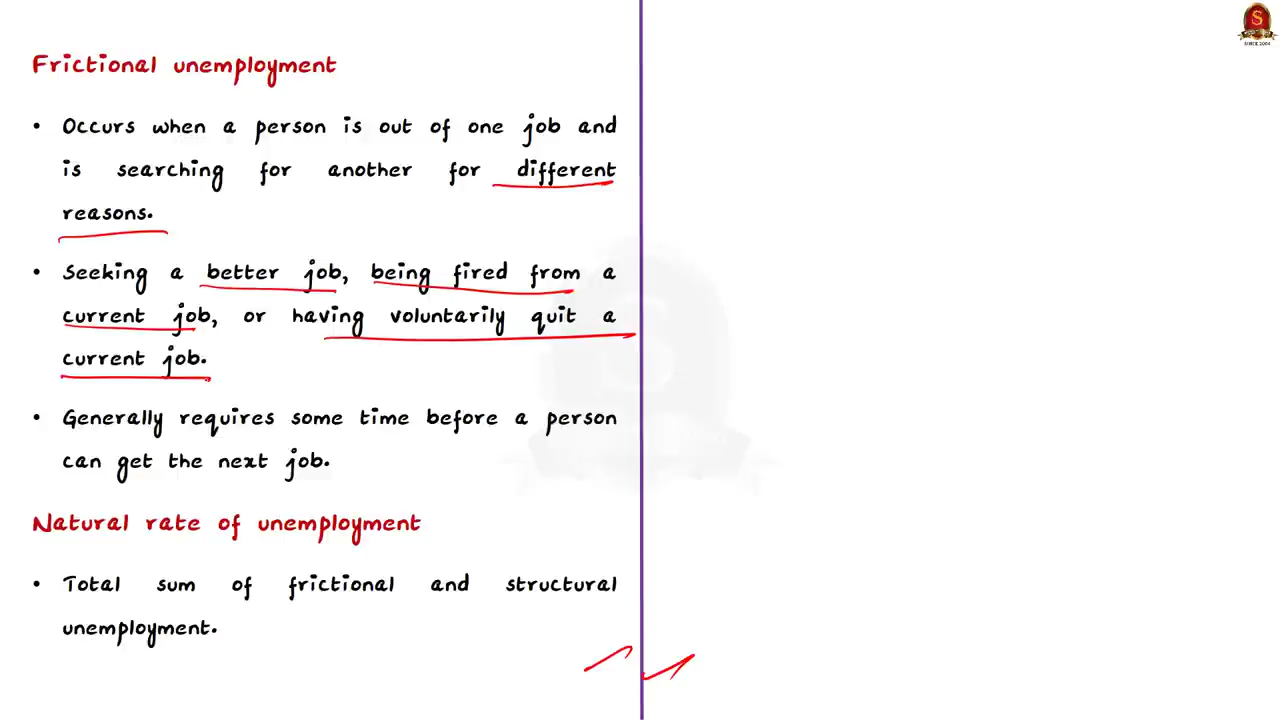 Frictional unemployment
• Occurs when a person is out of one job and
is searching for another for different
reasons.
• Seeking a better job, being fired from a
current job, or having voluntarily quit a
current job.
• Generally requires some time before a person
can get the next job.
Natural rate of unemployment
• Total sum of frictional and structural
unemployment.
S
SINCE 2004